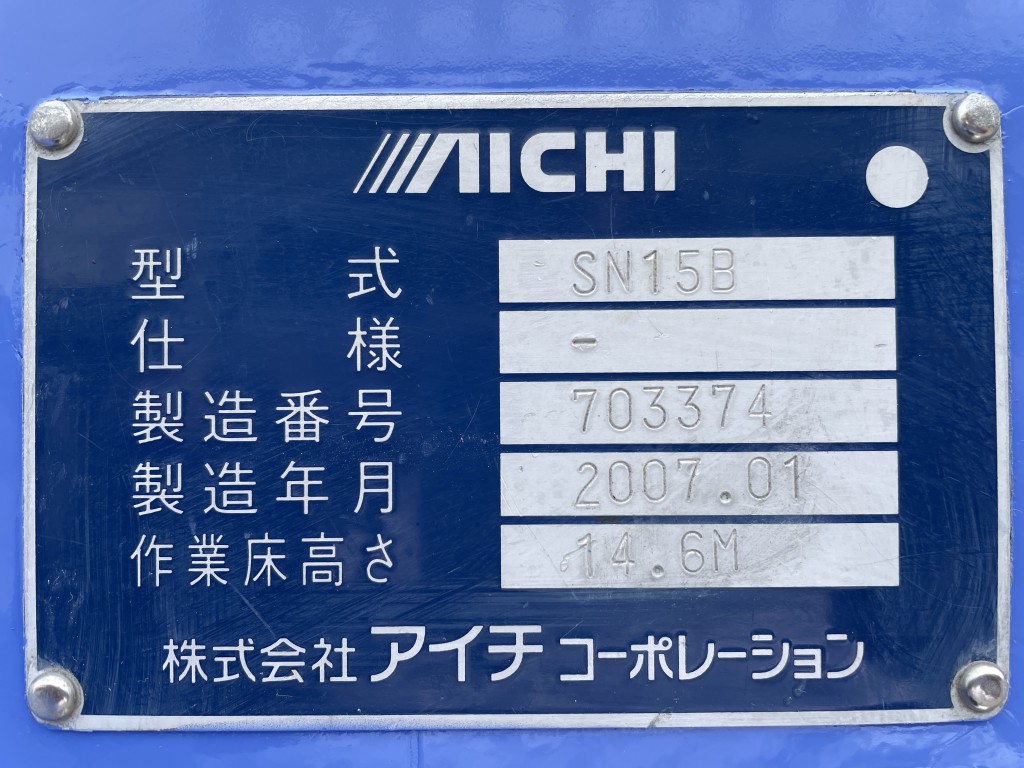 AICHI
型式 SN15B
仕様 -
製造番号 703374
製造年月 2007.01
作業床高さ 14.6M
株式会社アイチコーポレーション